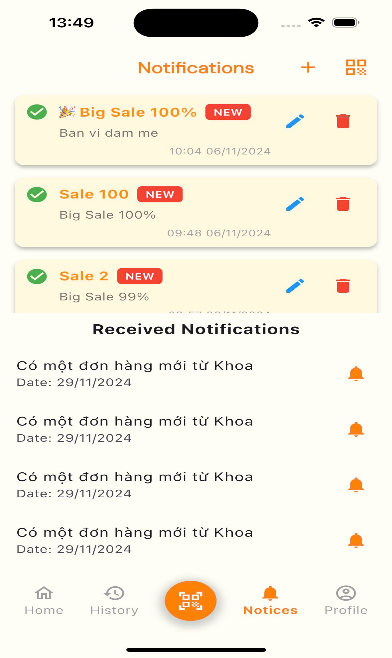 13:49
Notifications
🎉 Big Sale 100% NEW
Ban vi dam me
10:04 06/11/2024
Sale 100 NEW
Big Sale 100%
09:48 06/11/2024
Sale 2 NEW
Big Sale 99%
Received Notifications
Có một đơn hàng mới từ Khoa
Date: 29/11/2024
Có một đơn hàng mới từ Khoa
Date: 29/11/2024
Có một đơn hàng mới từ Khoa
Date: 29/11/2024
Có một đơn hàng mới từ Khoa
Date: 29/11/2024
Home History Notices Profile